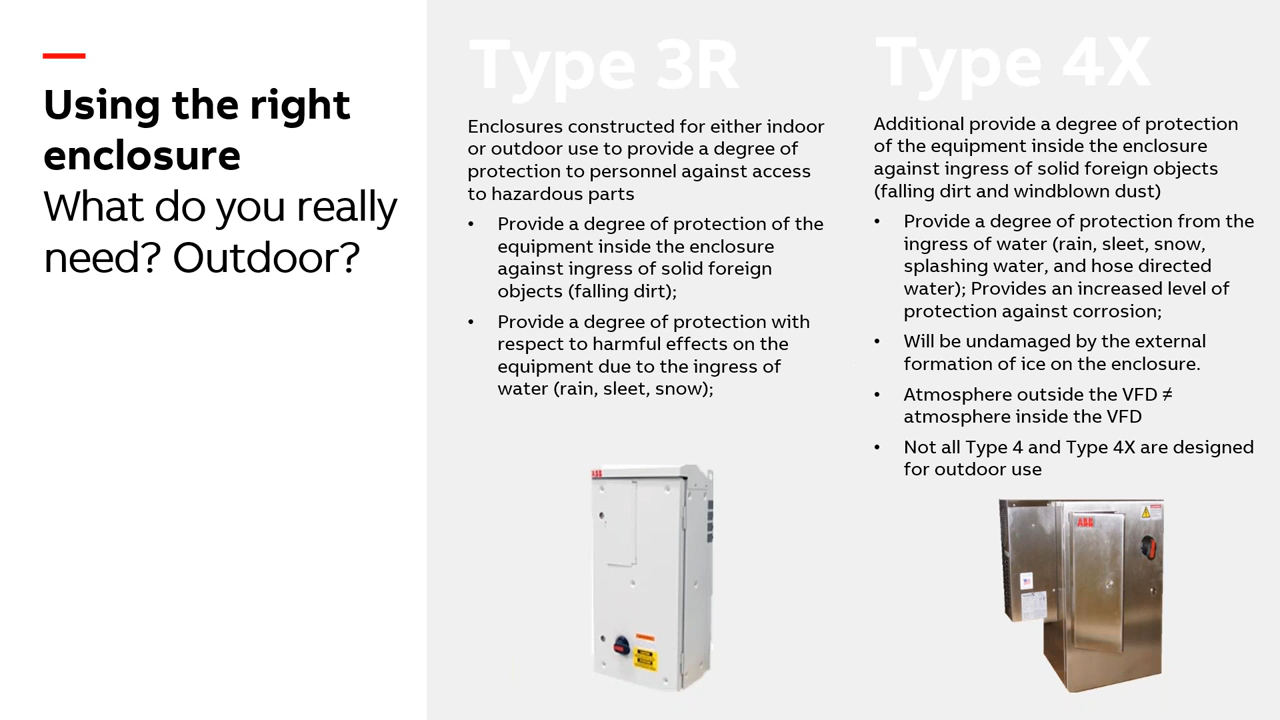 Using the right
enclosure
What do you really
need? Outdoor?
Type 3R
Enclosures constructed for either indoor
or outdoor use to provide a degree of
protection to personnel against access
to hazardous parts
• Provide a degree of protection of the
equipment inside the enclosure
against ingress of solid foreign
objects (falling dirt);
• Provide a degree of protection with
respect to harmful effects on the
equipment due to the ingress of
water (rain, sleet, snow);
ABB
Type 4X
Additional provide a degree of protection
of the equipment inside the enclosure
against ingress of solid foreign objects
(falling dirt and windblown dust)
• Provide a degree of protection from the
ingress of water (rain, sleet, snow,
splashing water, and hose directed
water); Provides an increased level of
protection against corrosion;
• Will be undamaged by the external
formation of ice on the enclosure.
• Atmosphere outside the VFD ≠
atmosphere inside the VFD
• Not all Type 4 and Type 4X are designed
for outdoor use
ABB